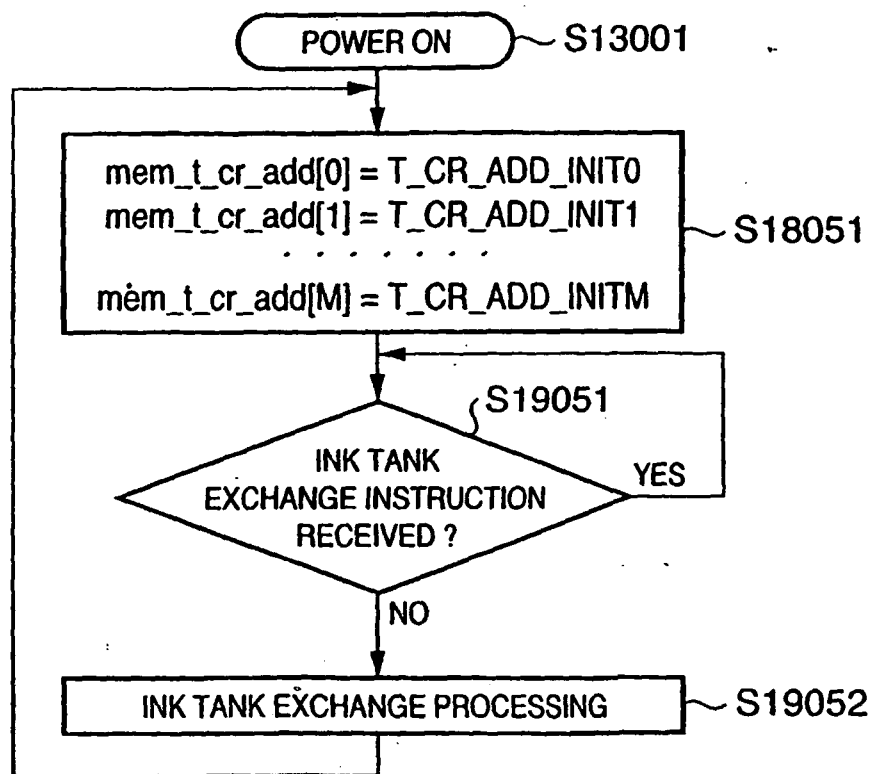 POWER ON
S13001
mem_t_cr_add[0] = T_CR_ADD_INIT0
mem_t_cr_add[1] = T_CR_ADD_INIT1
. . . . . . .
mem_t_cr_add[M] = T_CR_ADD_INITM
S18051
S19051
INK TANK
EXCHANGE INSTRUCTION
RECEIVED ?
YES
NO
INK TANK EXCHANGE PROCESSING
S19052